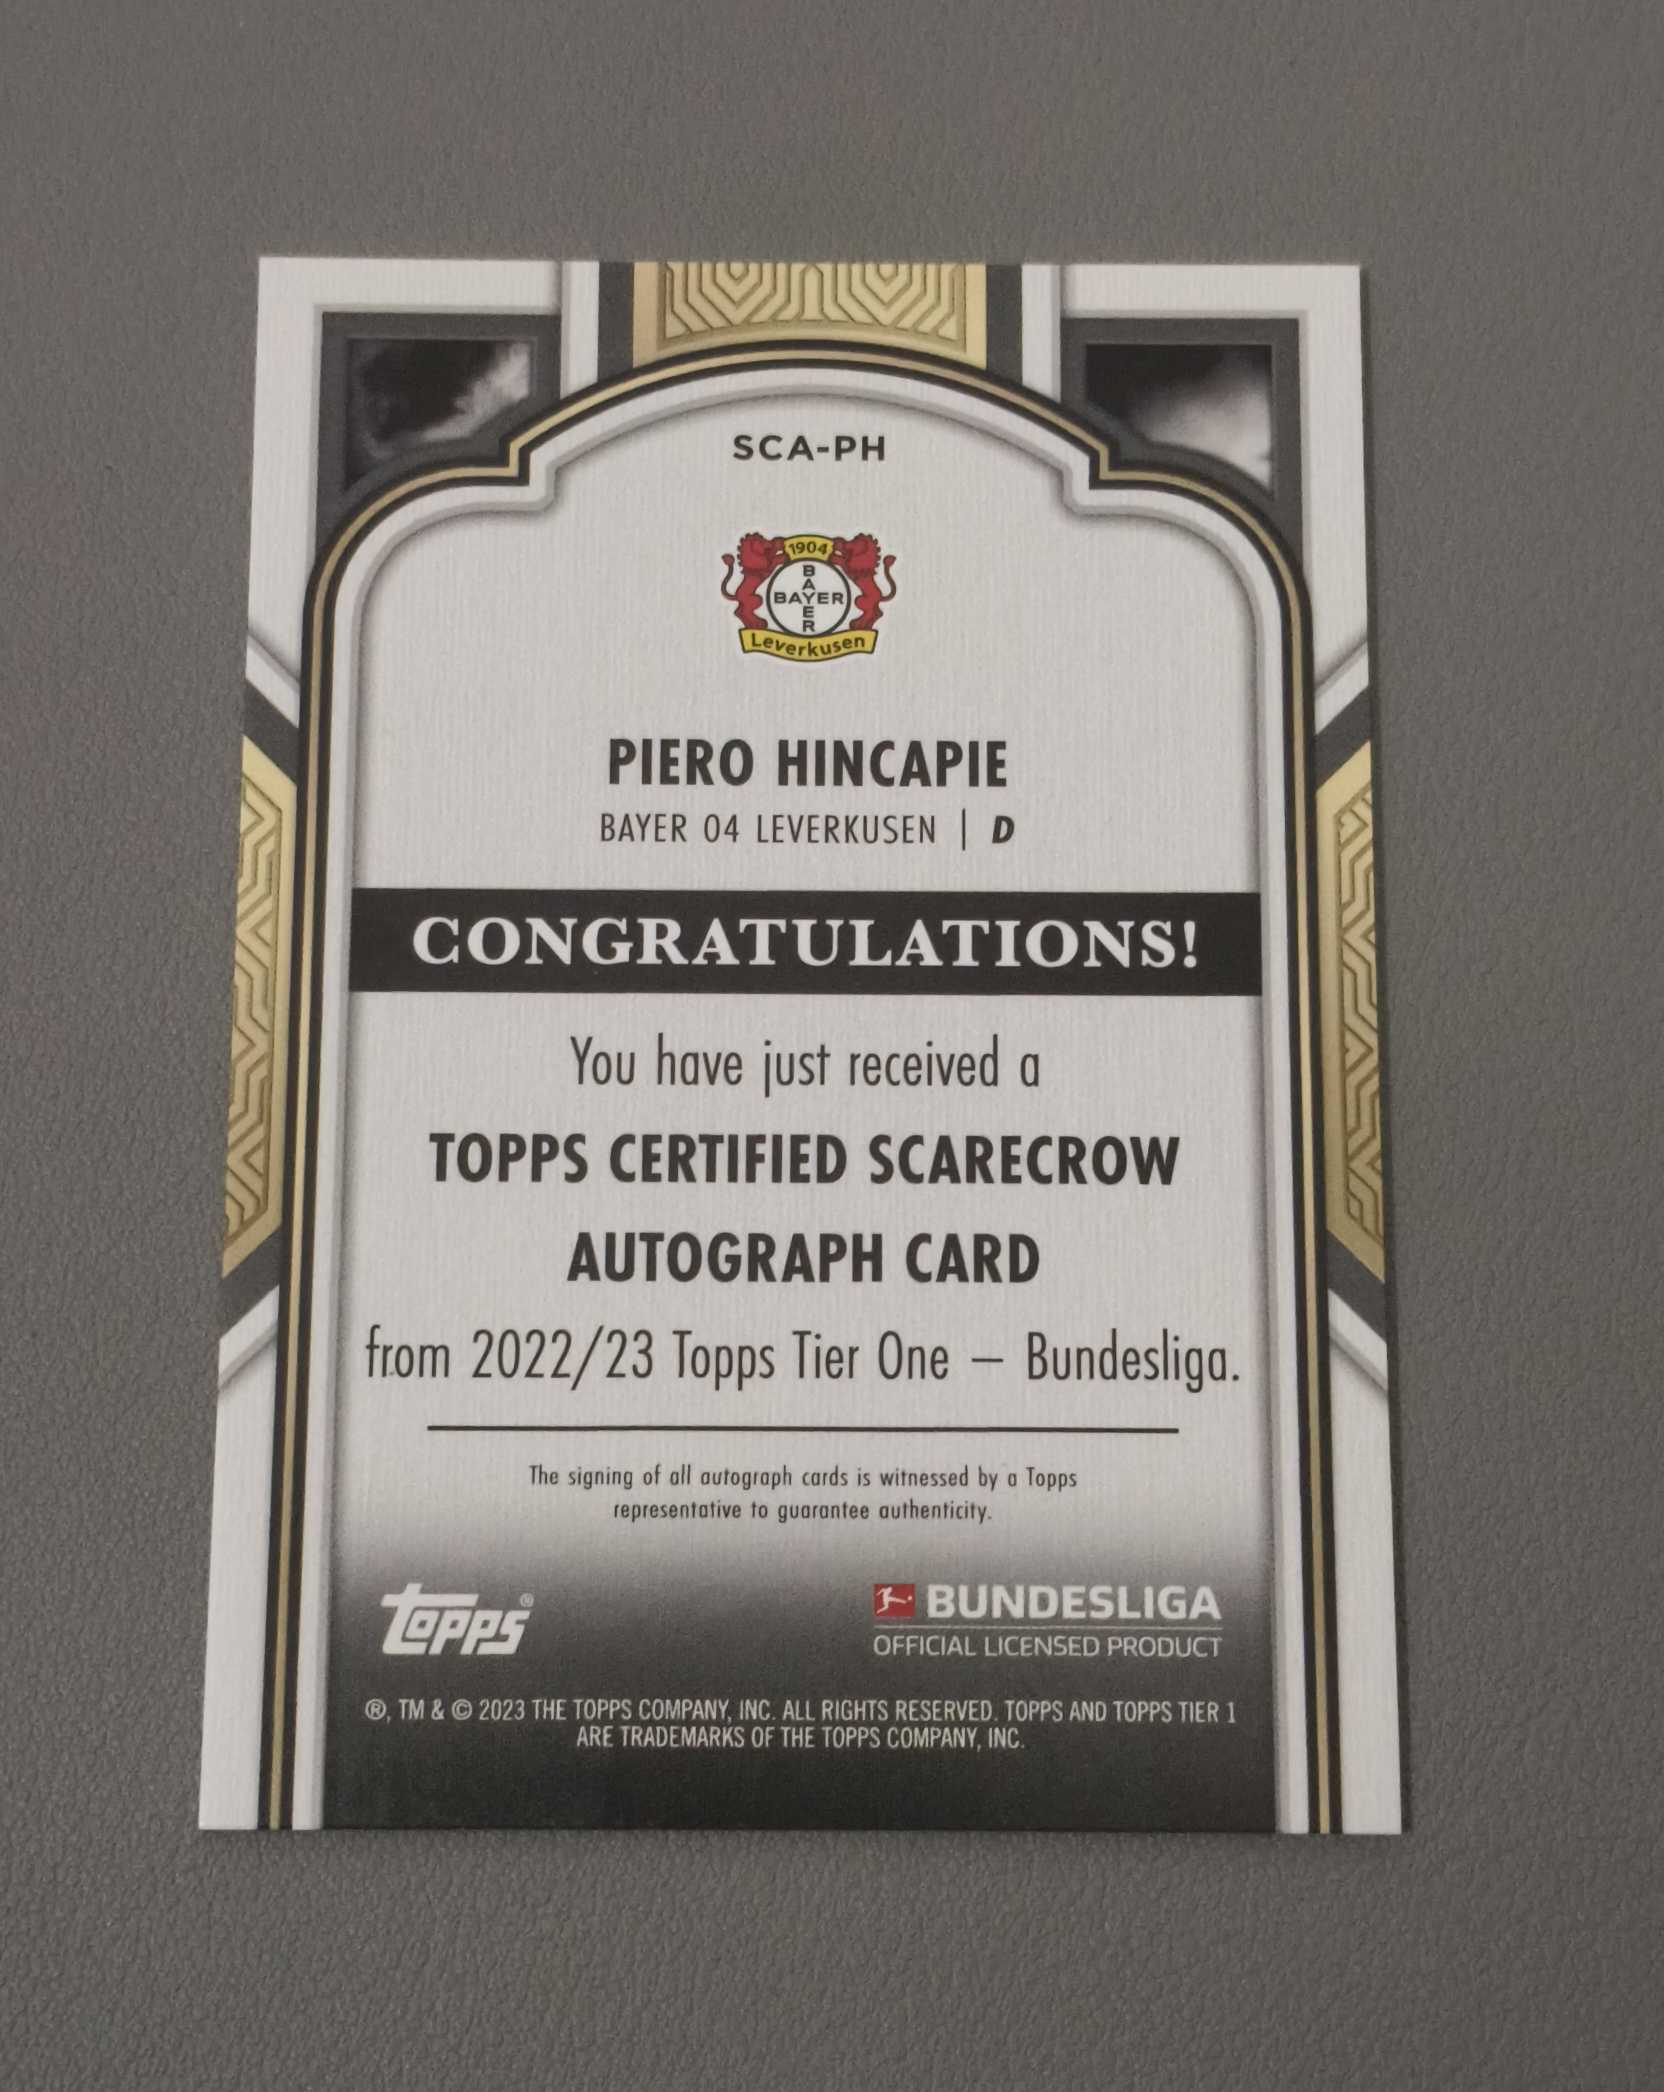 SCA-PH
1904
BAYER
BAYER
Leverkusen
PIERO HINCAPIE
BAYER 04 LEVERKUSEN | D
CONGRATULATIONS!
You have just received a
TOPPS CERTIFIED SCARECROW
AUTOGRAPH CARD
from 2022/23 Topps Tier One – Bundesliga.
The signing of all autograph cards is witnessed by a Topps
representative to guarantee authenticity.
topps®
BUNDESLIGA
OFFICIAL LICENSED PRODUCT
®, TM & © 2023 THE TOPPS COMPANY, INC. ALL RIGHTS RESERVED. TOPPS AND TOPPS TIER 1
ARE TRADEMARKS OF THE TOPPS COMPANY, INC.